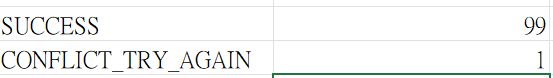 SUCCESS 99
CONFLICT_TRY_AGAIN 1